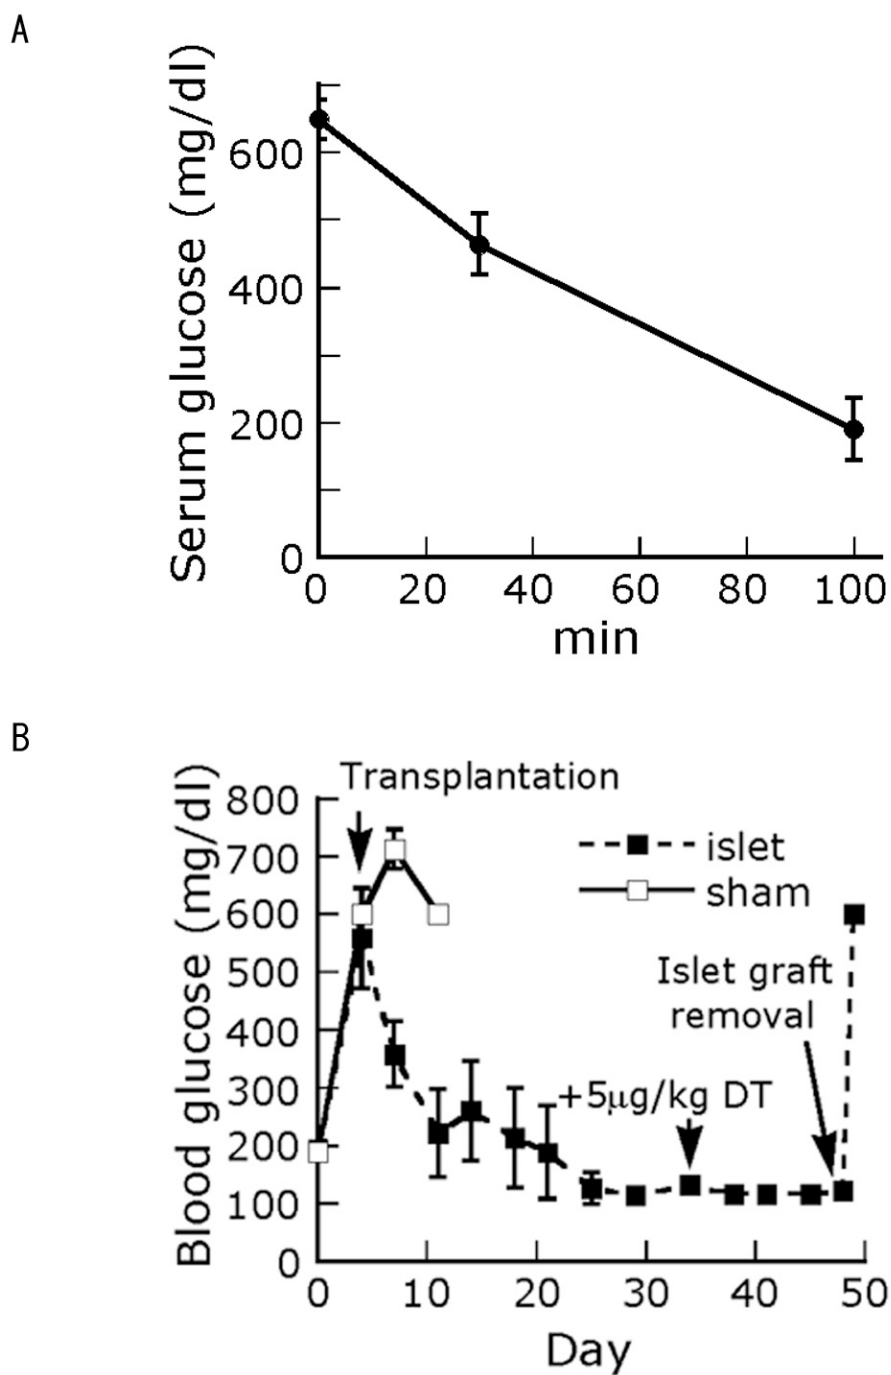 A
Serum glucose (mg/dl)
600
400
200
0
0 20 40 60 80 100
min
B
Blood glucose (mg/dl)
Transplantation
800
700
600
500
400
300
200
100
0
islet
sham
Islet graft
removal
+5μg/kg DT
0 10 20 30 40 50
Day